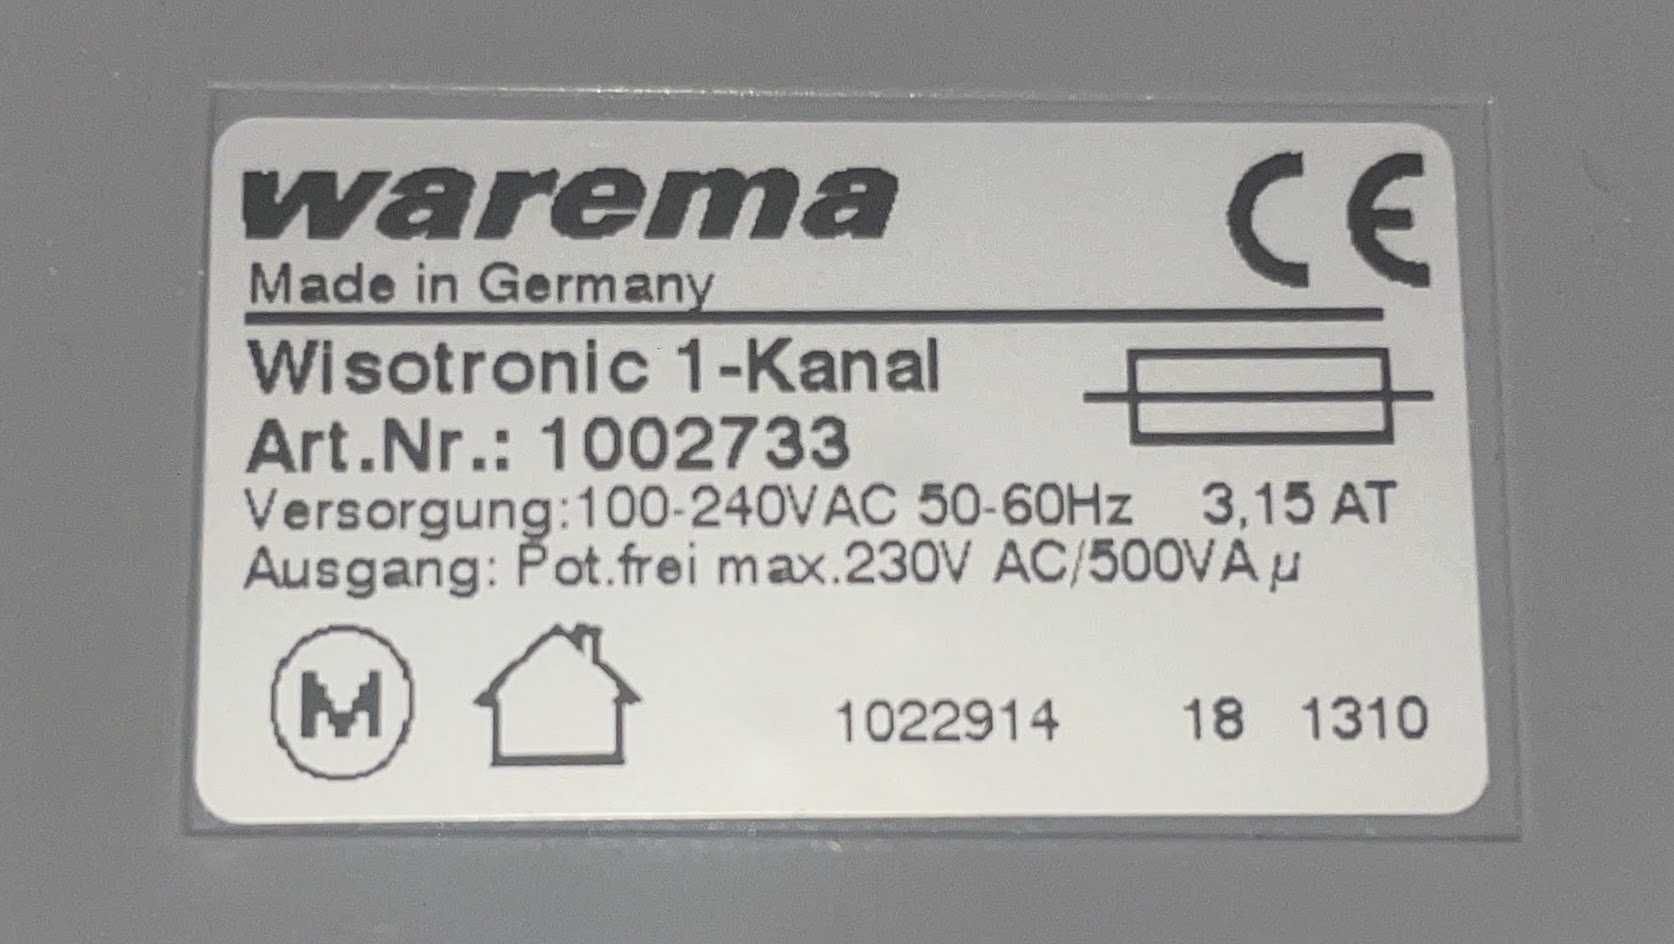 warema
CE
Made in Germany
Wisotronic 1-Kanal
Art.Nr.: 1002733
Versorgung:100-240VAC 50-60Hz 3,15 AT
Ausgang: Pot.frei max.230V AC/500VA µ
M
1022914 18 1310